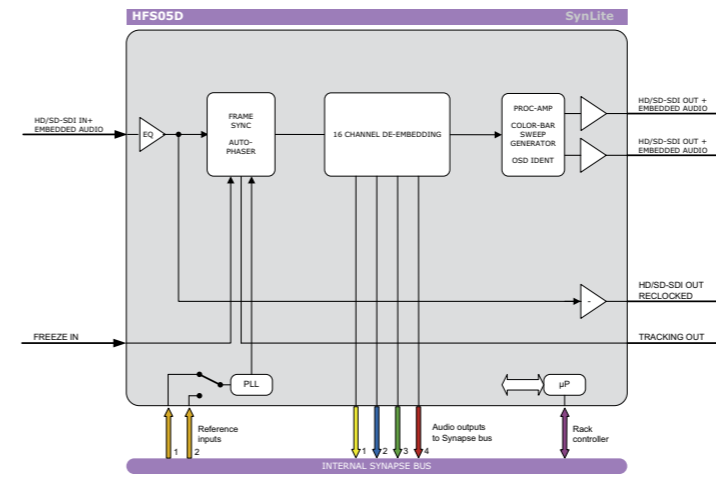 HFS05D SynLite
HD/SD-SDI IN+
EMBEDDED AUDIO
EQ
FRAME
SYNC
AUTO-
PHASER
16 CHANNEL DE-EMBEDDING
PROC-AMP
COLOR-BAR
SWEEP
GENERATOR
OSD IDENT
HD/SD-SDI OUT +
EMBEDDED AUDIO
HD/SD-SDI OUT +
EMBEDDED AUDIO
-
HD/SD-SDI OUT
RECLOCKED
FREEZE IN
TRACKING OUT
PLL
µP
Reference
inputs
1 2
Audio outputs
to Synapse bus
1 2 3 4
Rack
controller
INTERNAL SYNAPSE BUS